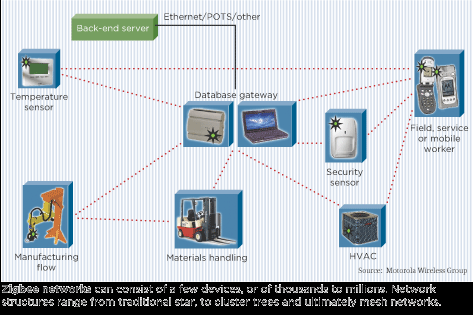 Ethernet/POTS/other
Back-end server
Temperature
sensor
Database gateway
Field, service
or mobile
worker
Security
sensor
Manufacturing
flow
Materials handling
HVAC
Source: Motorola Wireless Group
Zigbee networks can consist of a few devices, or of thousands to millions. Network
structures range from traditional star, to cluster trees and ultimately mesh networks.